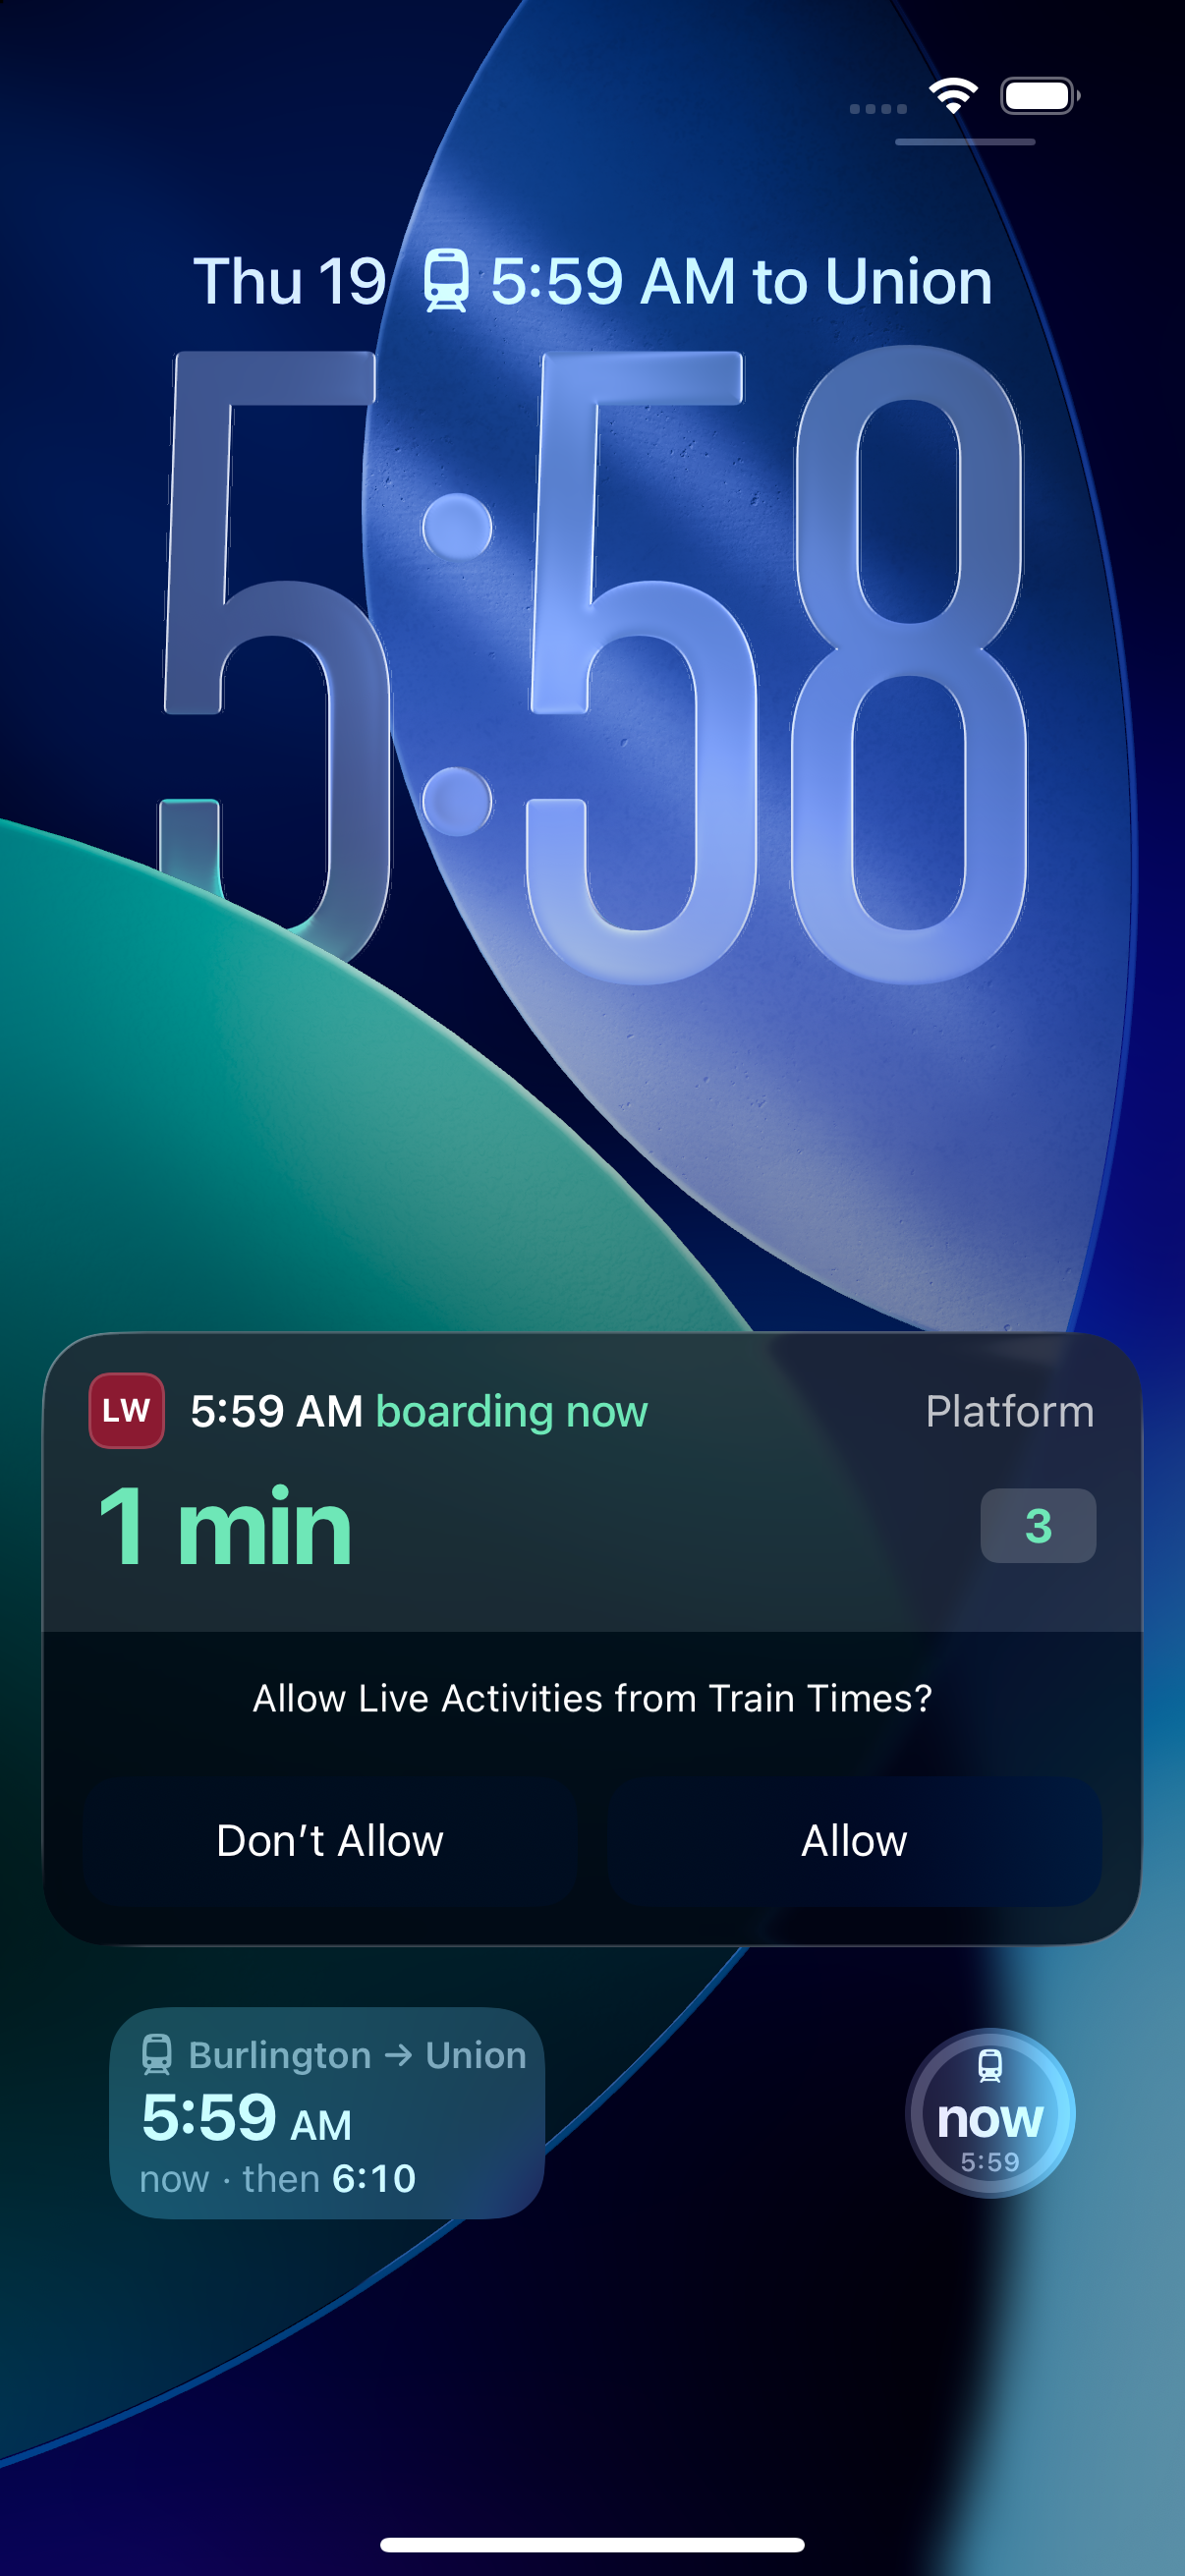 Thu 19 5:59 AM to Union
5:58
LW 5:59 AM boarding now Platform
1 min 3
Allow Live Activities from Train Times?
Don’t Allow Allow
Burlington → Union
5:59 AM
now · then 6:10
now
5:59